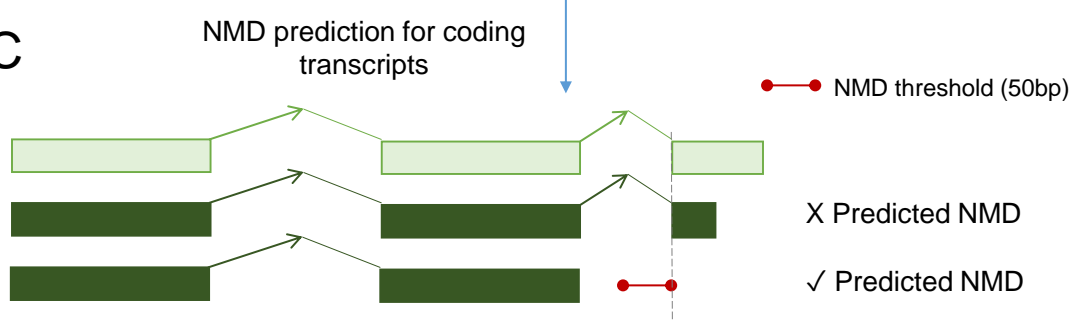 C
NMD prediction for coding
transcripts
NMD threshold (50bp)
X Predicted NMD
✓ Predicted NMD